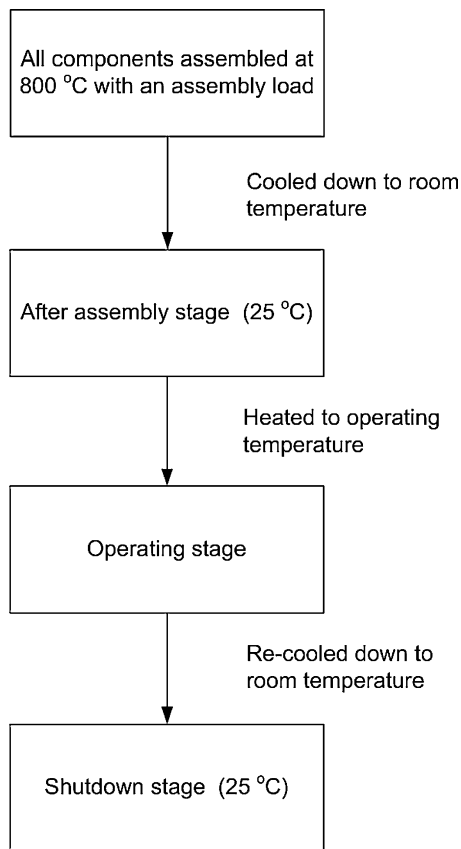 All components assembled at
800 °C with an assembly load
Cooled down to room
temperature
After assembly stage (25 °C)
Heated to operating
temperature
Operating stage
Re-cooled down to
room temperature
Shutdown stage (25 °C)